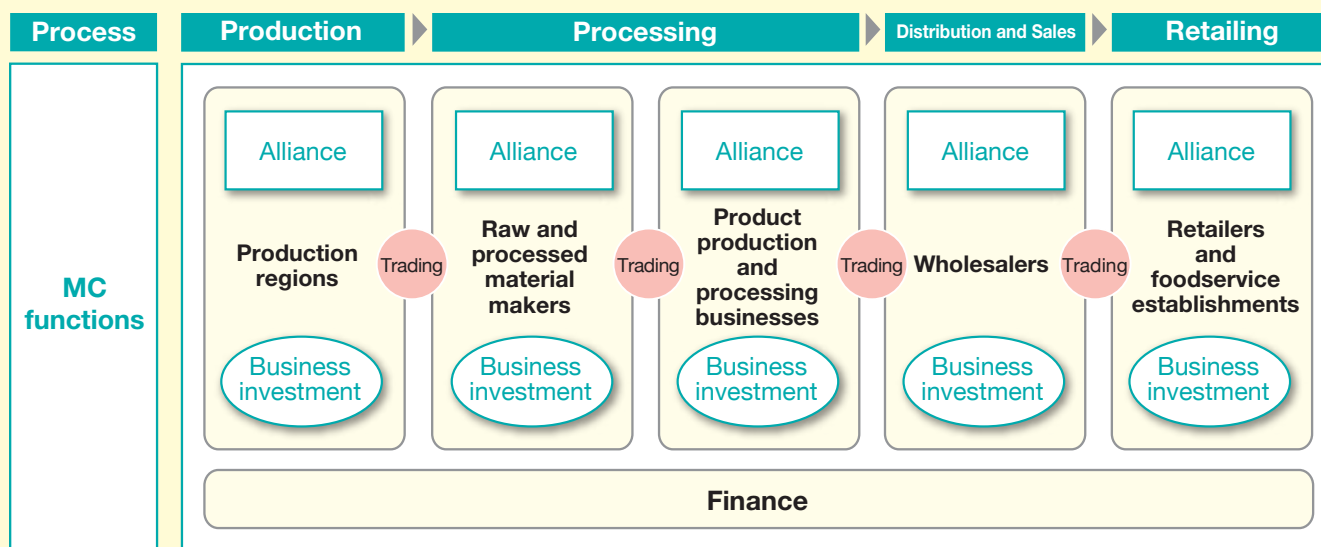 Process
Production
Processing
Distribution and Sales
Retailing
MC
functions
Alliance
Production
regions
Business
investment
Trading
Alliance
Raw and
processed
material
makers
Business
investment
Trading
Alliance
Product
production
and
processing
businesses
Business
investment
Trading
Alliance
Wholesalers
Business
investment
Trading
Alliance
Retailers
and
foodservice
establishments
Business
investment
Finance